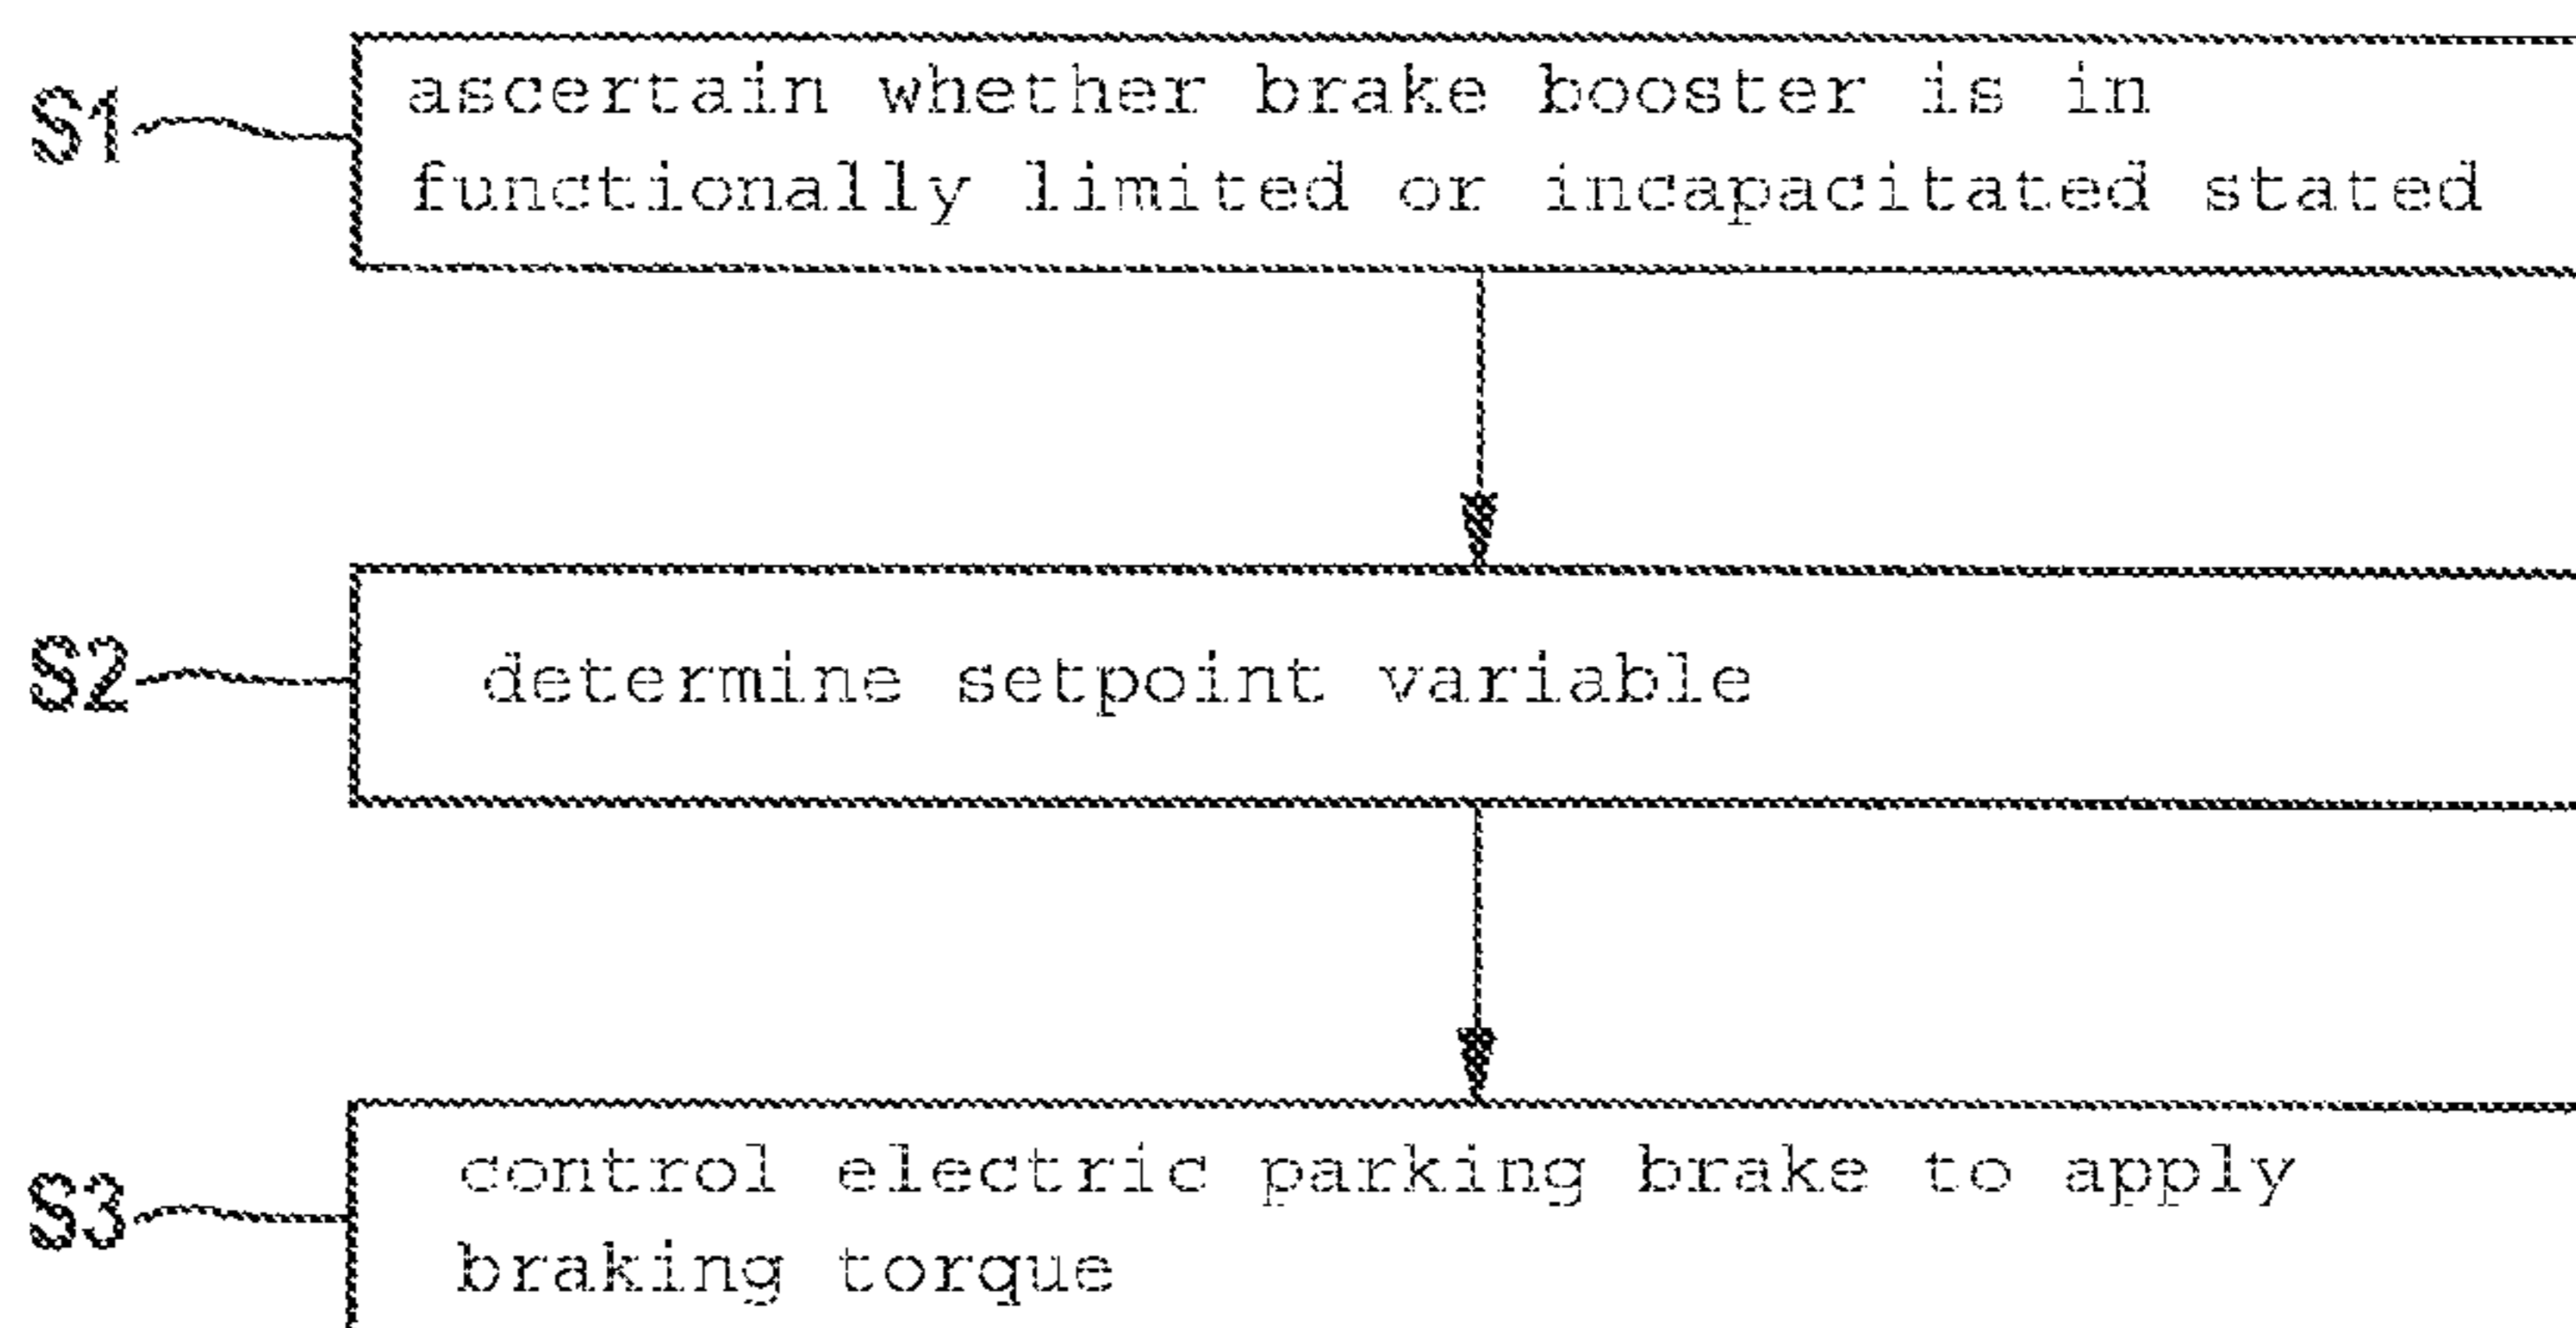 S1
ascertain whether brake booster is in
functionally limited or incapacitated stated
S2
determine setpoint variable
S3
control electric parking brake to apply
braking torque